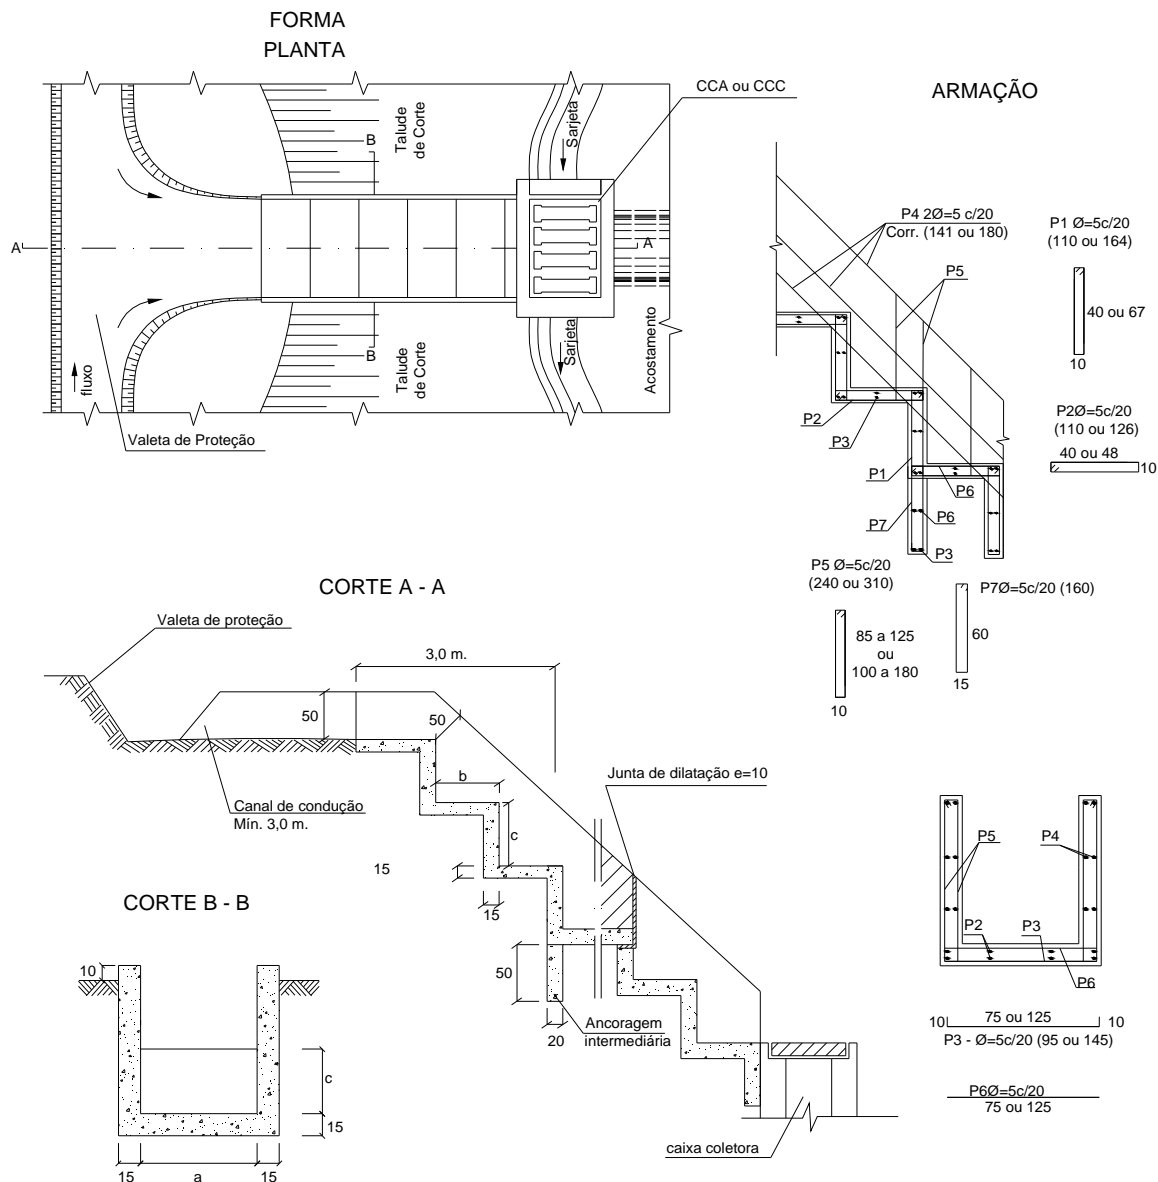 FORMA
PLANTA
CCA ou CCC
ARMAÇÃO
B
Talude
de Corte
Sarjeta
A
A
B
Talude
de Corte
Sarjeta
Acostamento
fluxo
Valeta de Proteção
P4 2Ø=5 c/20
Corr. (141 ou 180)
P5
P1 Ø=5c/20
(110 ou 164)
40 ou 67
10
P2
P3
P2Ø=5c/20
(110 ou 126)
40 ou 48
10
P1
P6
P7
P6
P3
P5 Ø=5c/20
(240 ou 310)
85 a 125
ou
100 a 180
10
P7Ø=5c/20 (160)
60
15
CORTE A - A
Valeta de proteção
3,0 m.
50
50
b
Junta de dilatação e=10
Canal de condução
Mín. 3,0 m.
c
15
15
50
20
Ancoragem
intermediária
caixa coletora
CORTE B - B
10
c
15
15
a
15
P5
P4
P2
P3
P6
10
75 ou 125
10
P3 - Ø=5c/20 (95 ou 145)
P6Ø=5c/20
75 ou 125